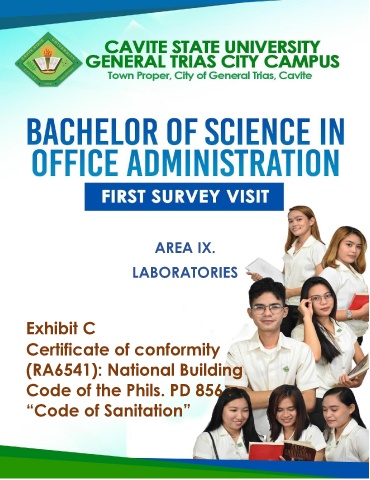 CAVITE STATE UNIVERSITY
GENERAL TRIAS CITY CAMPUS
Town Proper, City of General Trias, Cavite
BACHELOR OF SCIENCE IN
OFFICE ADMINISTRATION
FIRST SURVEY VISIT
AREA IX.
LABORATORIES
Exhibit C
Certificate of conformity
(RA6541): National Building
Code of the Phils. PD 856
“Code of Sanitation”